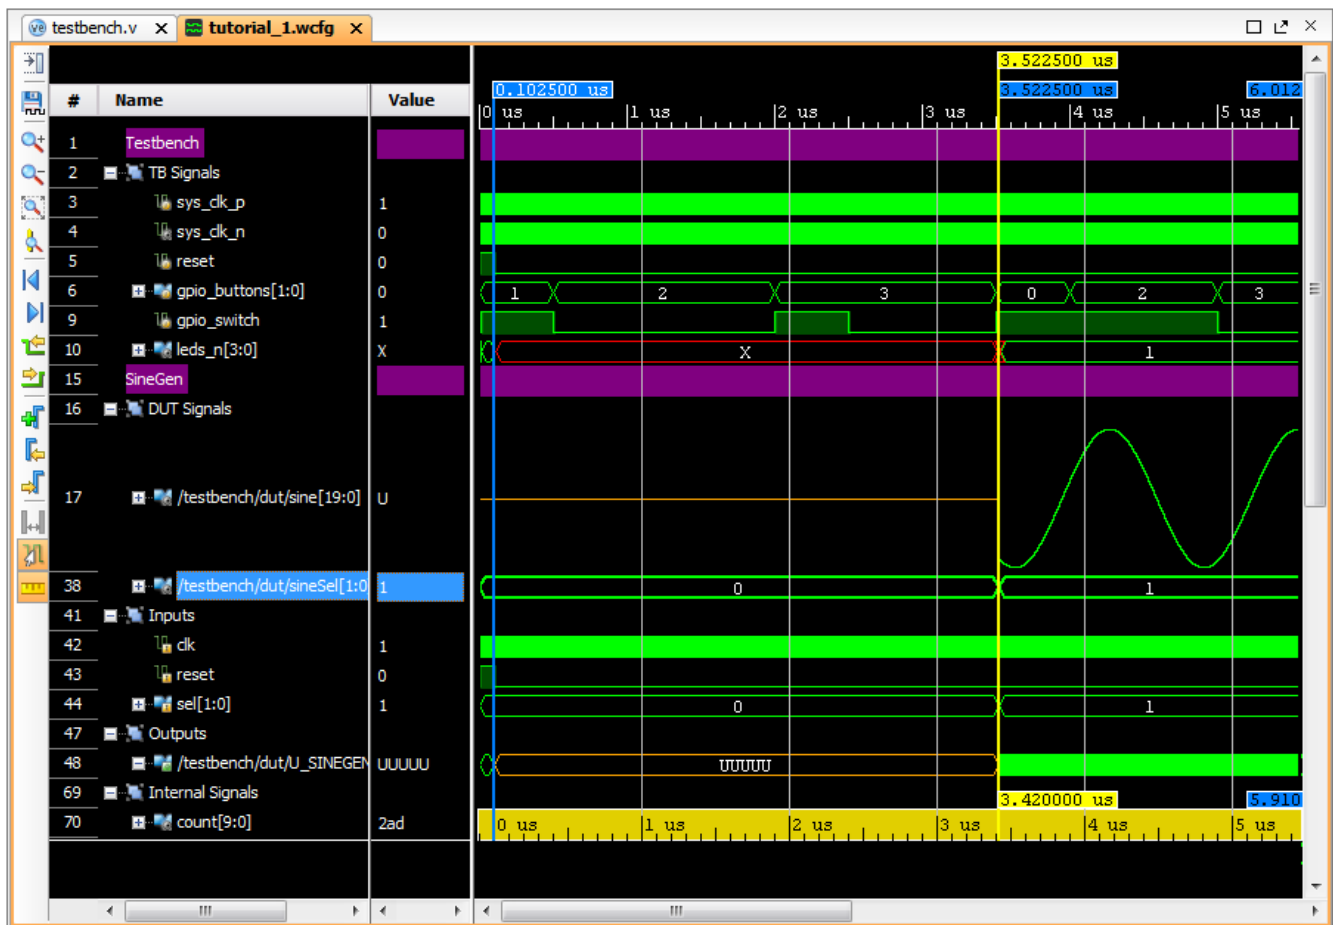 testbench.v
tutorial_1.wcfg
3.522500 us
# Name Value
0.102500 us 3.522500 us 6.012
0 us 1 us 2 us 3 us 4 us 5 us
1 Testbench
2 TB Signals
3 sys_clk_p 1
4 sys_clk_n 0
5 reset 0
6 gpio_buttons[1:0] 0 1 2 3 0 2 3
9 gpio_switch 1
10 leds_n[3:0] X X 1
15 SineGen
16 DUT Signals
17 /testbench/dut/sine[19:0] U
38 /testbench/dut/sineSel[1:0 1 0 1
41 Inputs
42 clk 1
43 reset 0
44 sel[1:0] 1 0 1
47 Outputs
48 /testbench/dut/U_SINEGEN UUUUU UUUUU
69 Internal Signals
3.420000 us 5.910
70 count[9:0] 2ad
0 us 1 us 2 us 3 us 4 us 5 us